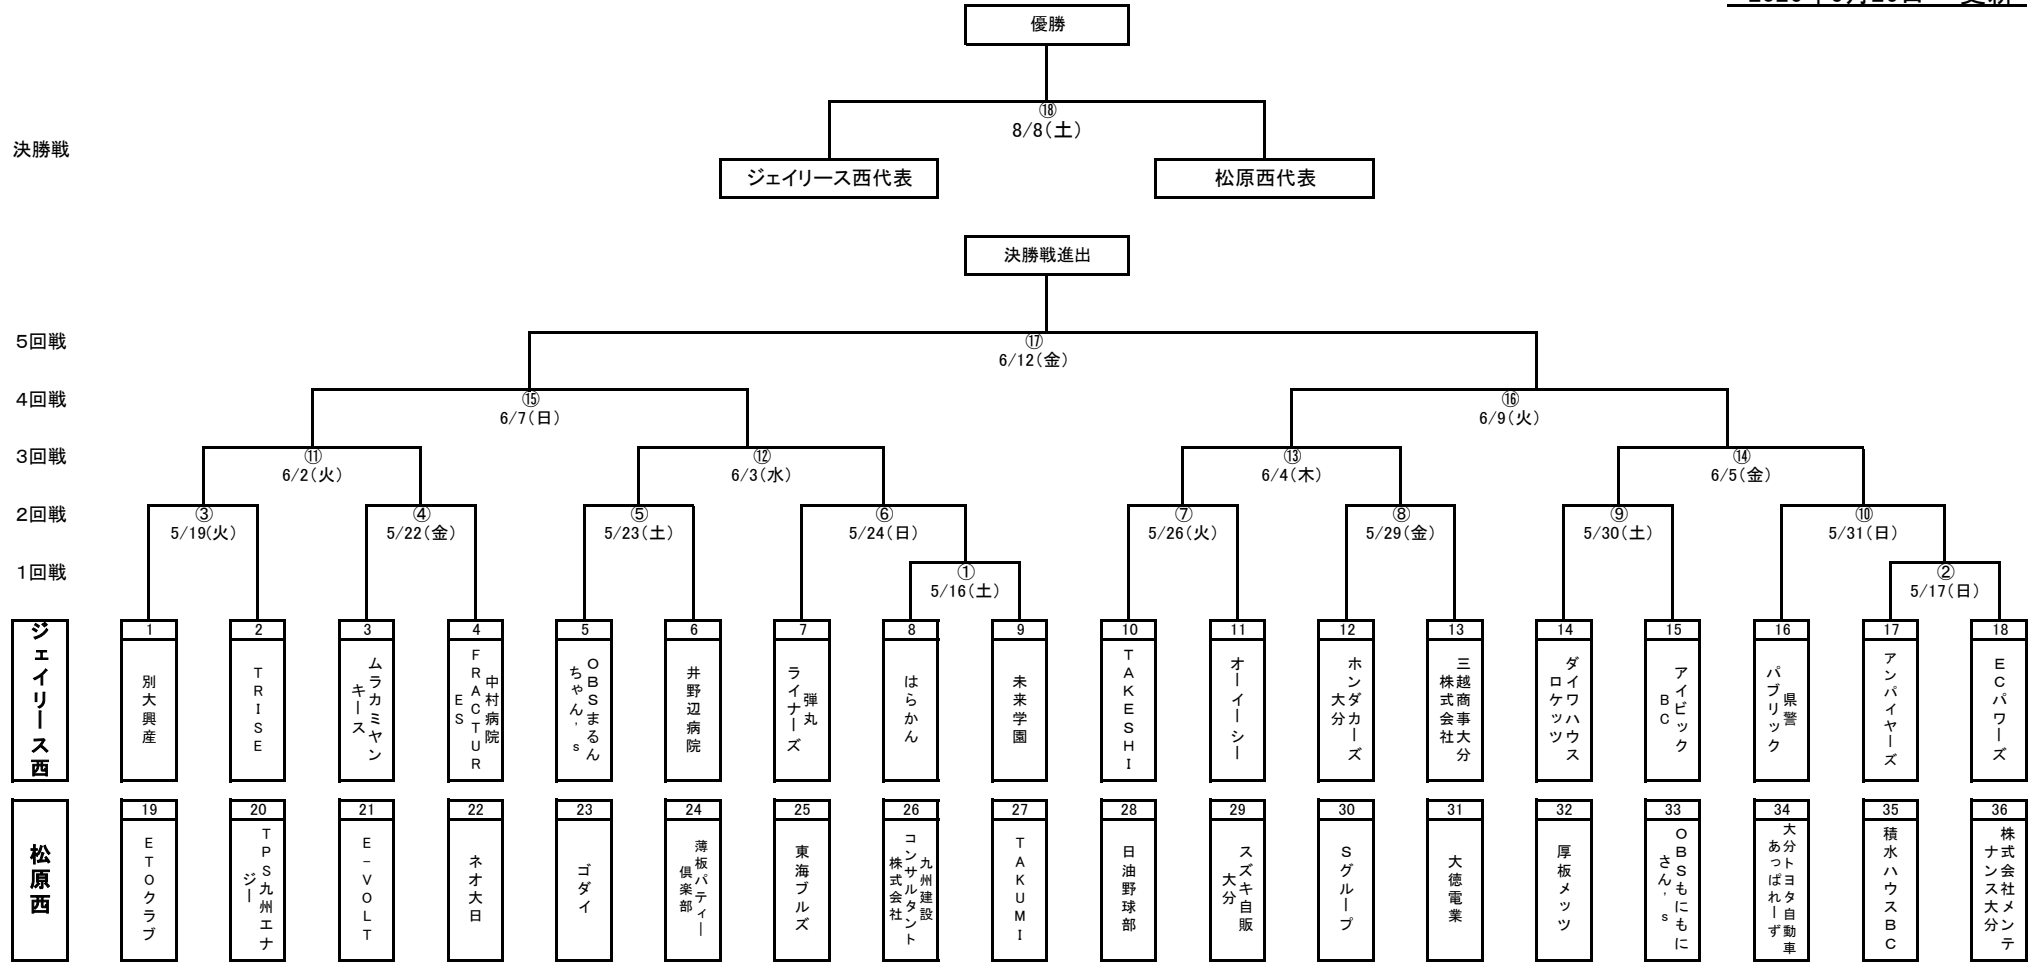 優勝
⑱
8/8(土)
決勝戦
ジェイリース西代表
松原西代表
決勝戦進出
5回戦
⑰
6/12(金)
4回戦
⑮
6/7(日)
⑯
6/9(火)
3回戦
⑪
6/2(火)
⑫
6/3(水)
⑬
6/4(木)
⑭
6/5(金)
2回戦
③
5/19(火)
④
5/22(金)
⑤
5/23(土)
⑥
5/24(日)
⑦
5/26(火)
⑧
5/29(金)
⑨
5/30(土)
⑩
5/31(日)
1回戦
①
5/16(土)
②
5/17(日)
ジェイリース西
1
別大興産
2
TRISE
3
ムラカミヤン
キース
4
中村病院
FRACTUR
ES
5
OBSまるん
ちゃん's
6
井野辺病院
7
弾丸
ライナーズ
8
はらかん
9
未来学園
10
TAKESHI
11
オーイーシー
12
ホンダカーズ
大分
13
三越商事大分
株式会社
14
ダイワハウス
ロケッツ
15
アイビック
BC
16
県警
パブリック
17
アンパイヤーズ
18
ECパワーズ
松原西
19
ETOクラブ
20
TPS九州エナ
ジー
21
E-VOLT
22
ネオ大日
23
ゴダイ
24
薄板パティー
倶楽部
25
東海ブルズ
26
九州建設
コンサルタント
株式会社
27
TAKUMI
28
日油野球部
29
スズキ自販
大分
30
Sグループ
31
大徳電業
32
厚板メッツ
33
OBSもにもに
さん's
34
大分トヨタ自動車
あっぱれーず
35
積水ハウスBC
36
株式会社メンテ
ナンス大分